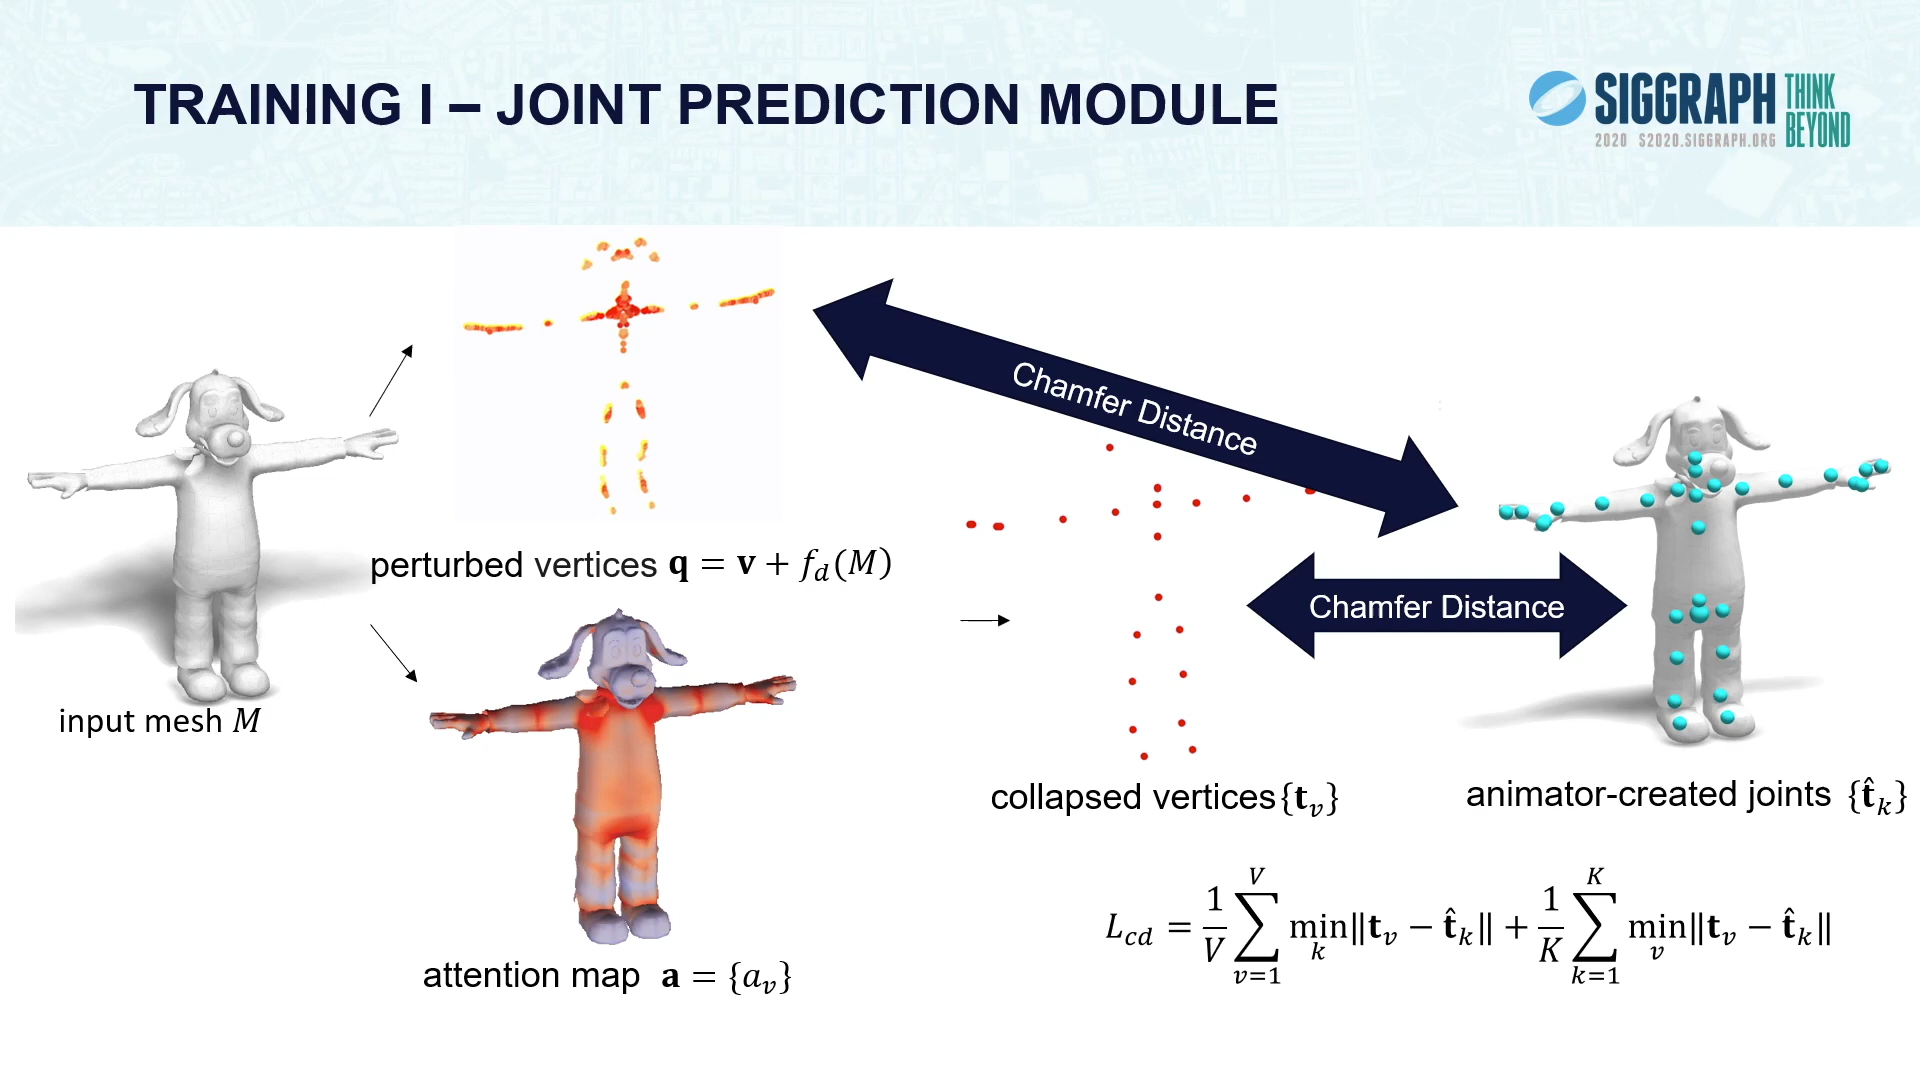 TRAINING I – JOINT PREDICTION MODULE
SIGGRAPH THINK BEYOND
2020 S2020.SIGGRAPH.ORG
Chamfer Distance
perturbed vertices q = v + f_d(M)
Chamfer Distance
input mesh M
collapsed vertices {t_v}
animator-created joints {t̂_k}
L_cd = 1/V ∑_{v=1}^{V} min_k ‖t_v − t̂_k‖ + 1/K ∑_{k=1}^{K} min_v ‖t_v − t̂_k‖
attention map a = {a_v}